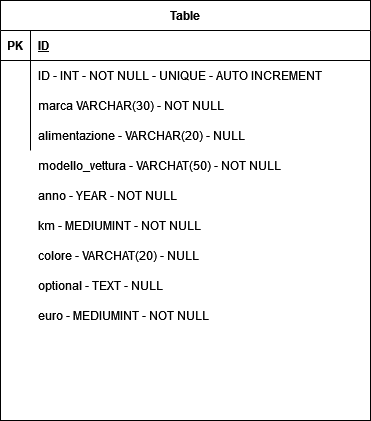 Table
PK ID
ID - INT - NOT NULL - UNIQUE - AUTO INCREMENT
marca VARCHAR(30) - NOT NULL
alimentazione - VARCHAR(20) - NULL
modello_vettura - VARCHAT(50) - NOT NULL
anno - YEAR - NOT NULL
km - MEDIUMINT - NOT NULL
colore - VARCHAT(20) - NULL
optional - TEXT - NULL
euro - MEDIUMINT - NOT NULL